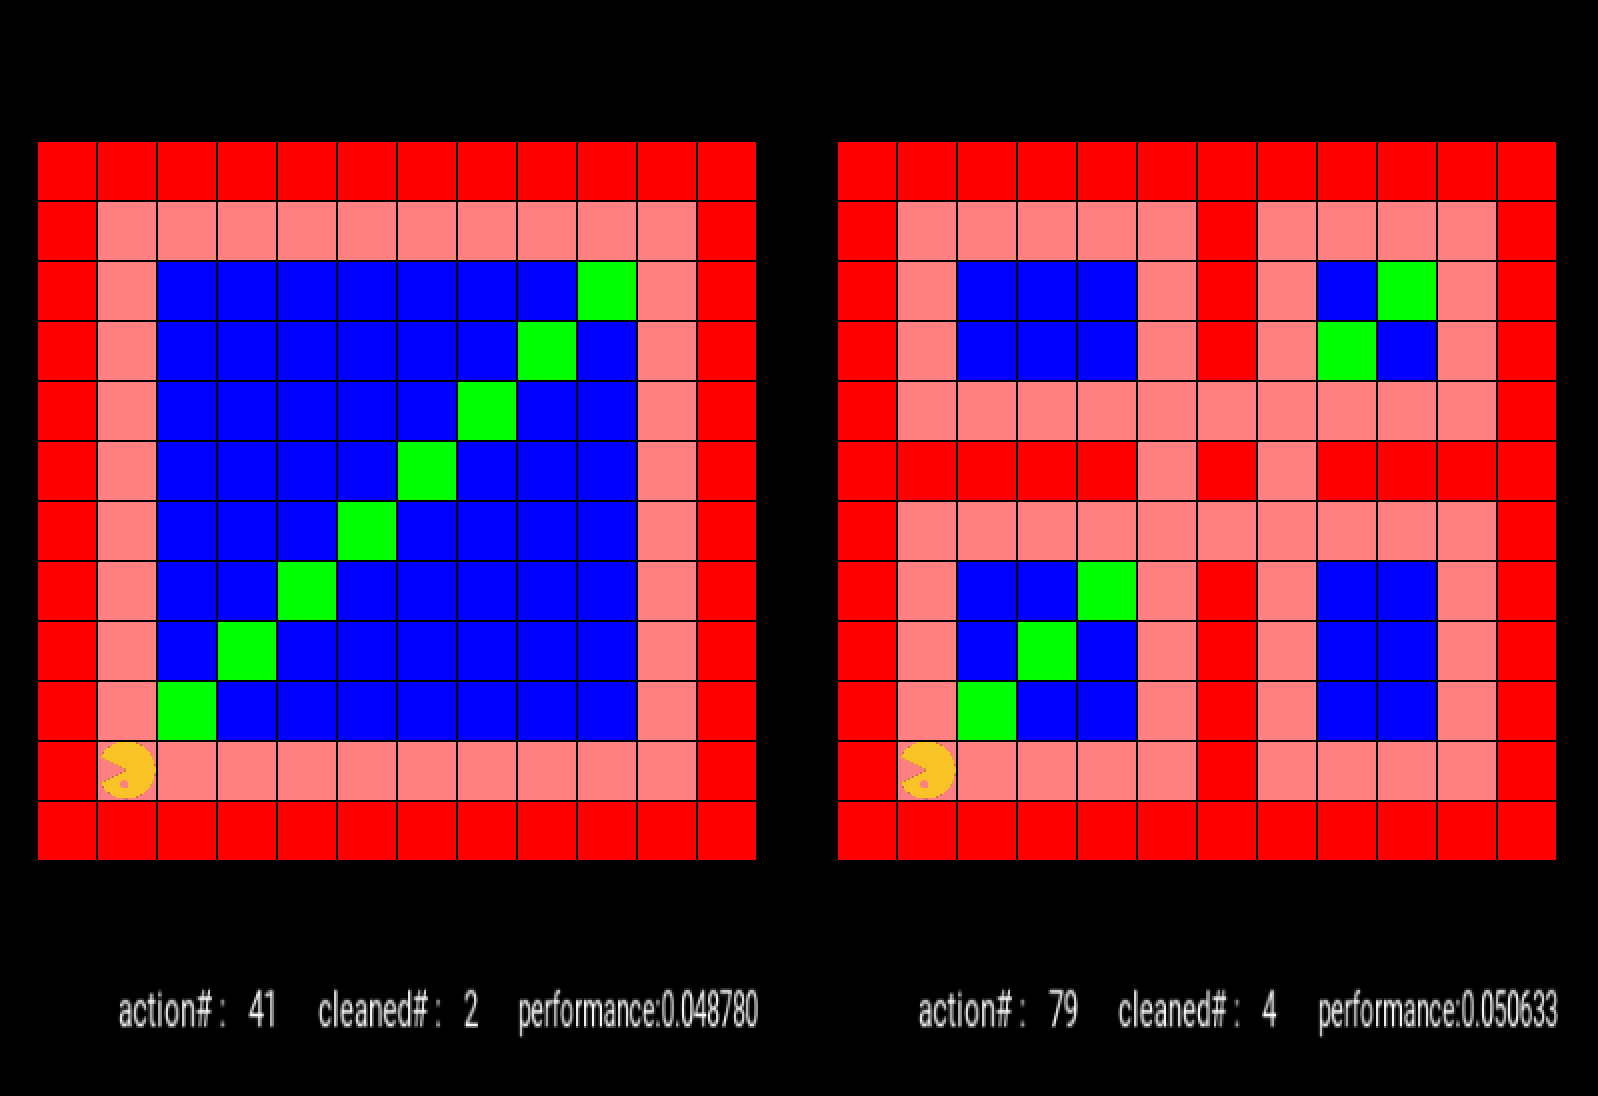 action# : 41 cleaned# : 2 performance:0.048780
action# : 79 cleaned# : 4 performance:0.050633